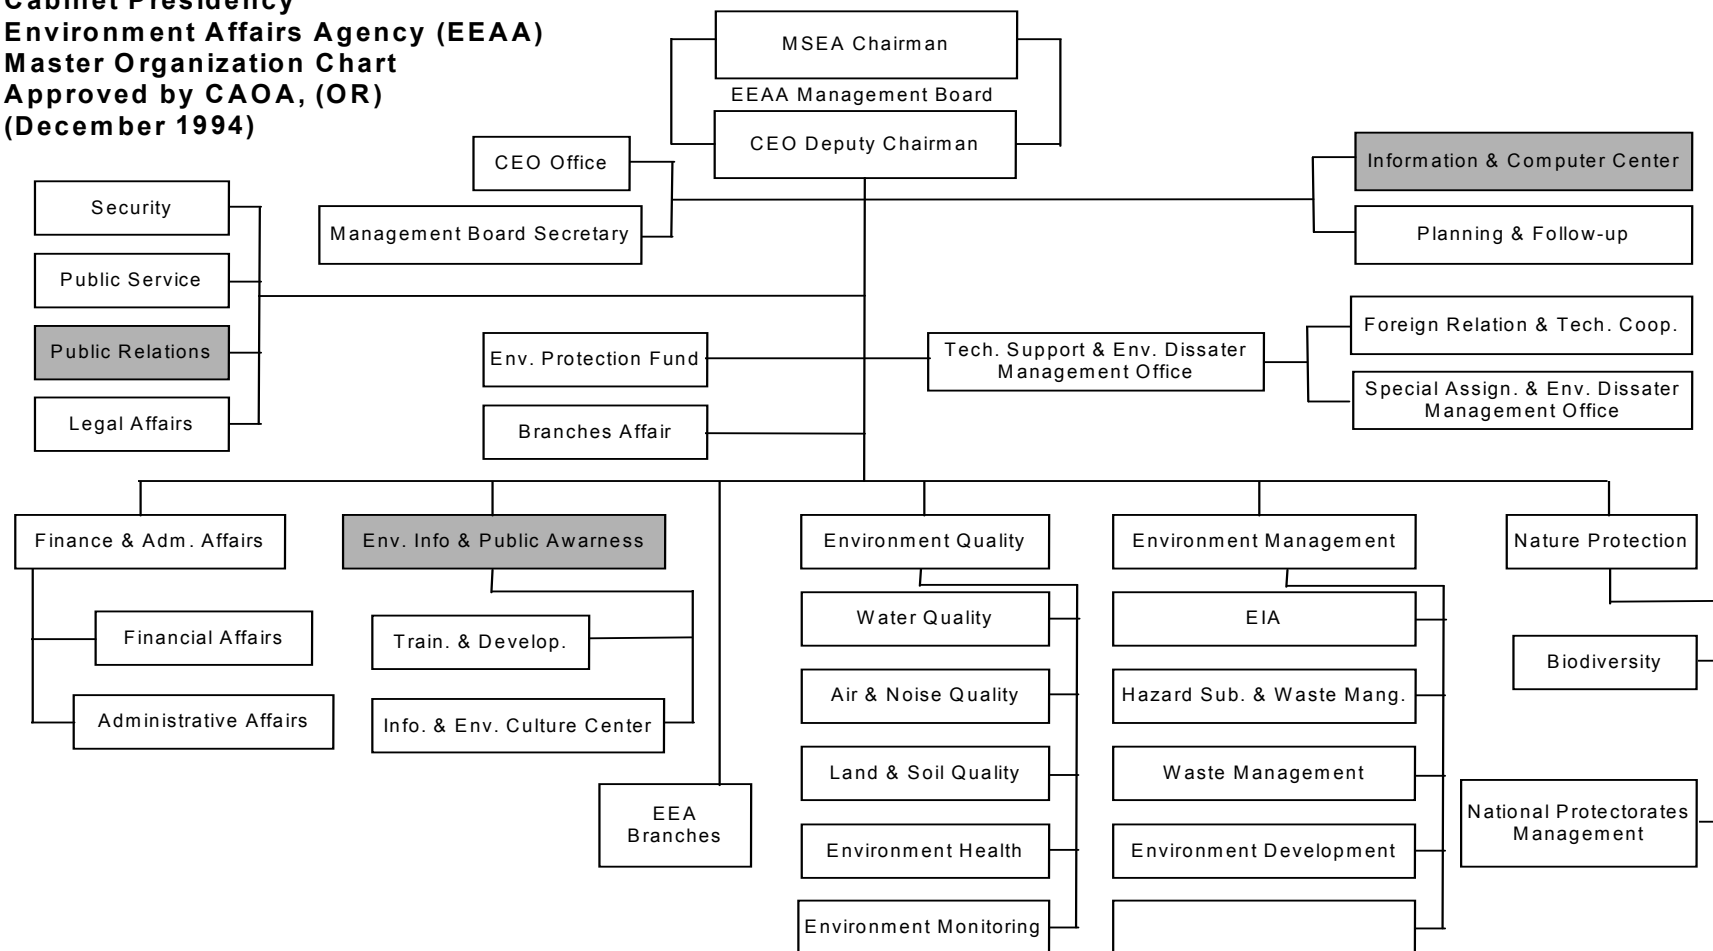 Cabinet Presidency
Environment Affairs Agency (EEAA)
Master Organization Chart
Approved by CAOA, (OR)
(December 1994)
MSEA Chairman
EEAA Management Board
CEO Deputy Chairman
CEO Office
Management Board Secretary
Information & Computer Center
Planning & Follow-up
Security
Public Service
Public Relations
Legal Affairs
Env. Protection Fund
Branches Affair
Tech. Support & Env. Dissater
Management Office
Foreign Relation & Tech. Coop.
Special Assign. & Env. Dissater
Management Office
Finance & Adm. Affairs
Financial Affairs
Administrative Affairs
Env. Info & Public Awarness
Train. & Develop.
Info. & Env. Culture Center
EEA
Branches
Environment Quality
Water Quality
Air & Noise Quality
Land & Soil Quality
Environment Health
Environment Monitoring
Environment Management
EIA
Hazard Sub. & Waste Mang.
Waste Management
Environment Development
Nature Protection
Biodiversity
National Protectorates
Management